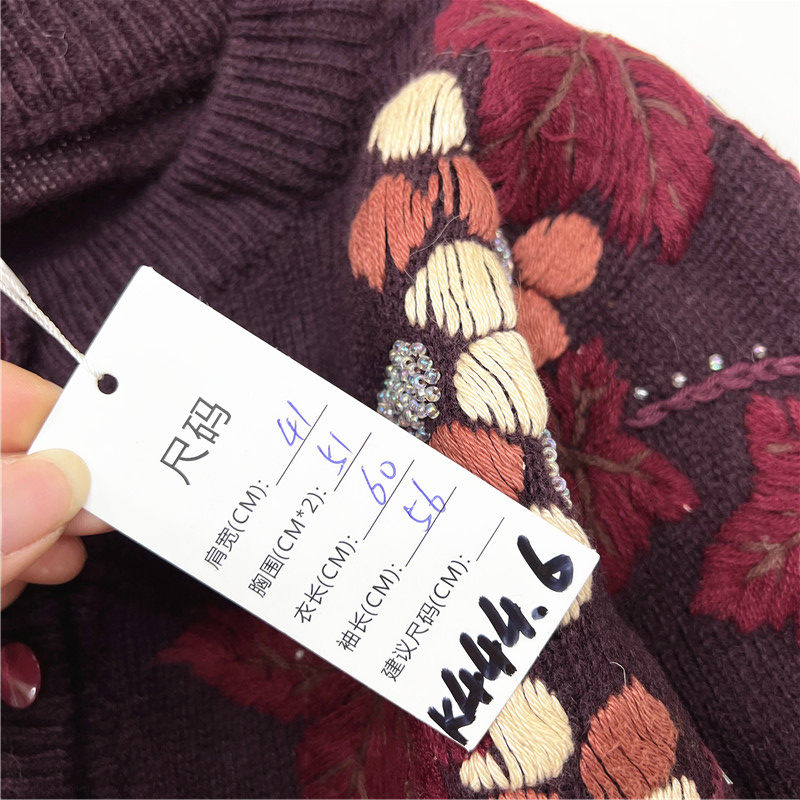 尺码
肩宽(CM): 41
胸围(CM*2): 51
衣长(CM): 60
袖长(CM): 56
建议尺码(CM):
K444.6